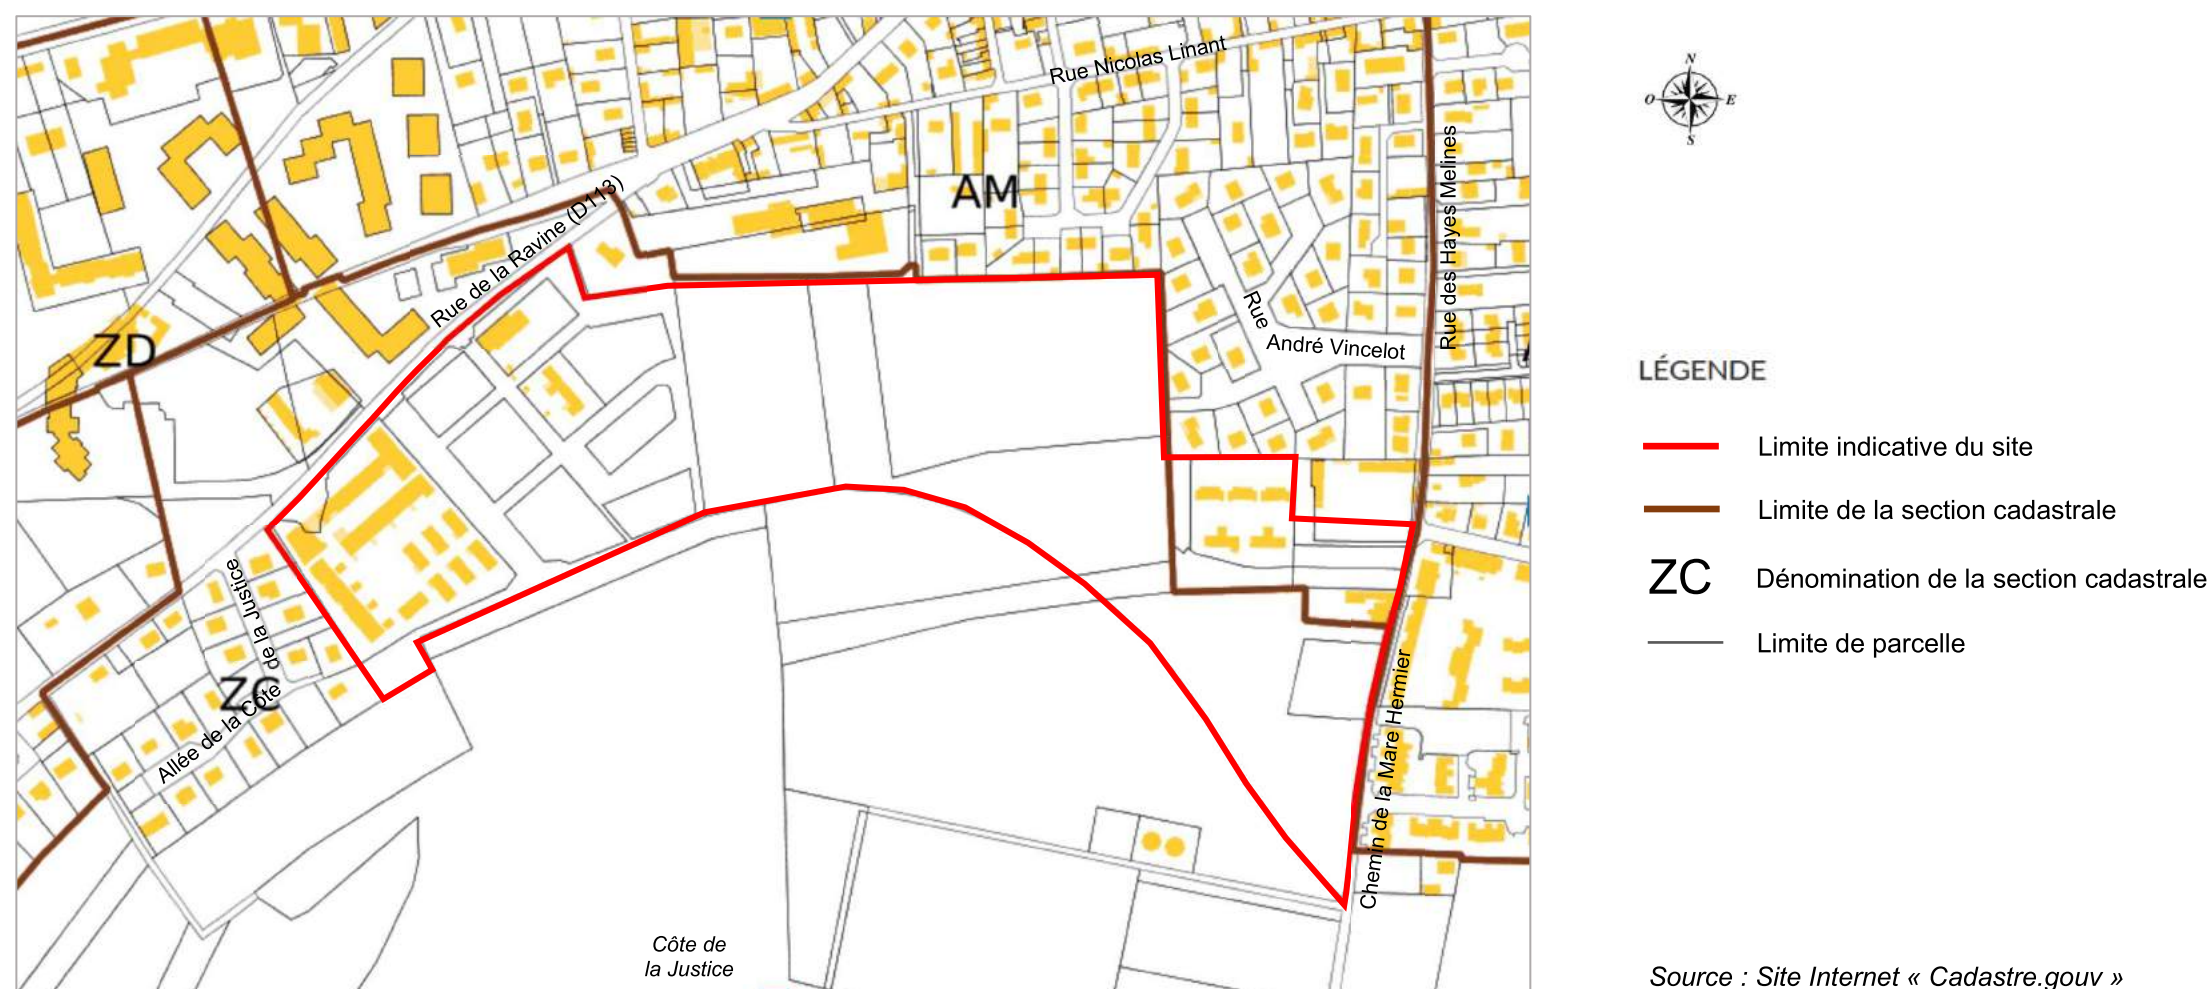 Rue Nicolas Linant
N
O
E
S
AM
Rue de la Ravine (D113)
Rue des Hayes Melines
Rue
André Vincelot
ZD
LÉGENDE
Limite indicative du site
Limite de la section cadastrale
ZC
Dénomination de la section cadastrale
Limite de parcelle
Allée de la Côte de la Justice
ZC
Chemin de la Mare Hermier
Côte de
la Justice
Source : Site Internet « Cadastre.gouv »